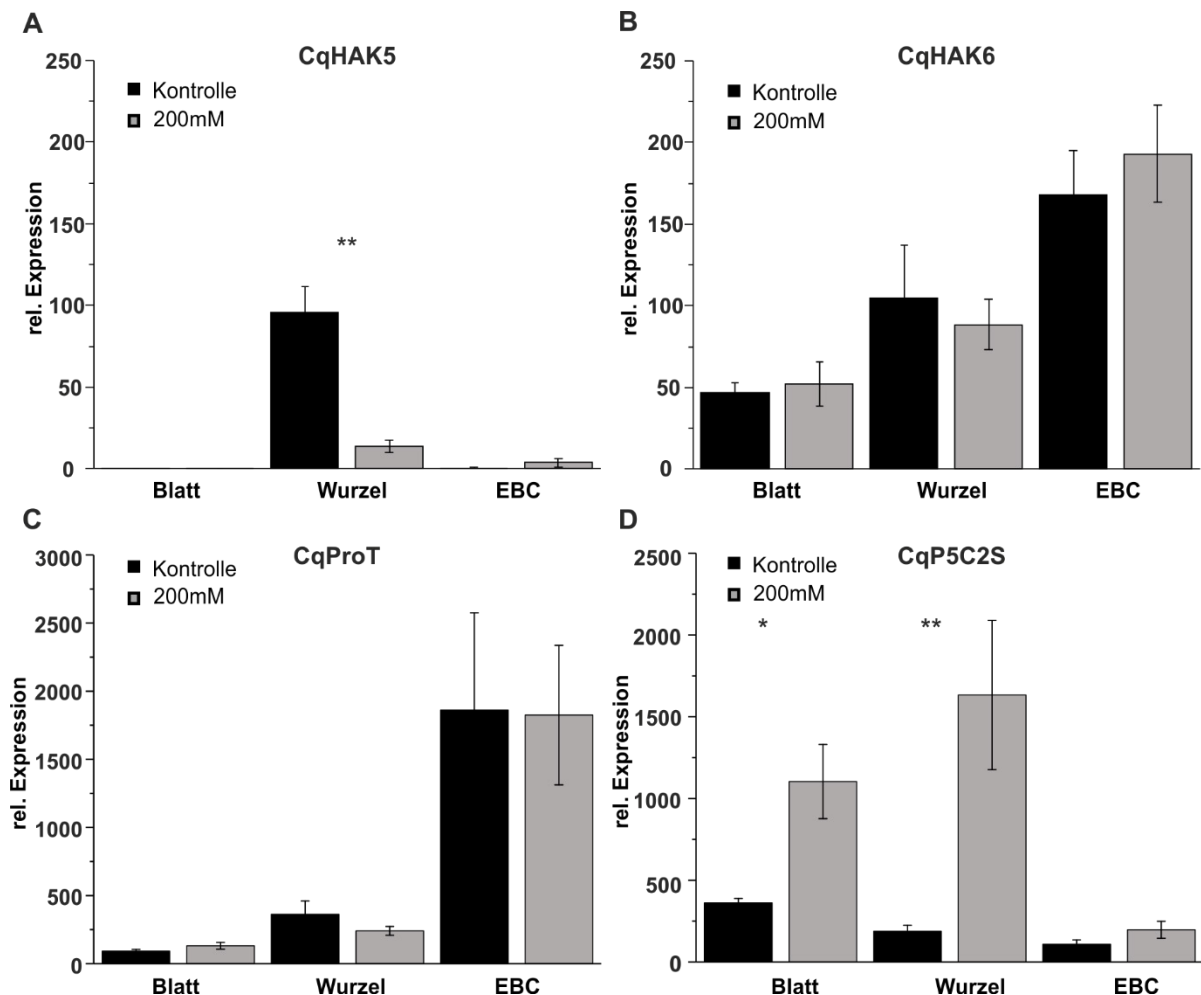 A
CqHAK5
250
200
150
100
50
0
rel. Expression
Kontrolle
200mM
**
Blatt Wurzel EBC
B
CqHAK6
250
200
150
100
50
0
rel. Expression
Kontrolle
200mM
Blatt Wurzel EBC
C
CqProT
3000
2500
2000
1500
1000
500
0
rel. Expression
Kontrolle
200mM
Blatt Wurzel EBC
D
CqP5C2S
2500
2000
1500
1000
500
0
rel. Expression
Kontrolle
200mM
* **
Blatt Wurzel EBC